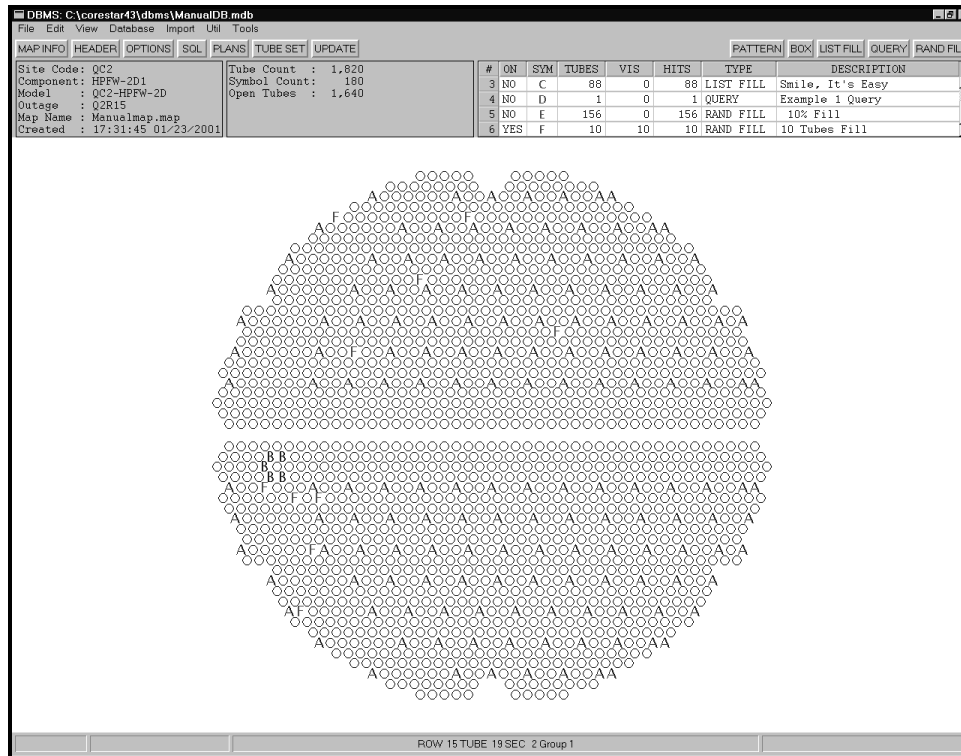 DBMS: C:\corestar43\dbms\ManualDB.mdb
File Edit View Database Import Util Tools
MAP INFO HEADER OPTIONS SQL PLANS TUBE SET UPDATE PATTERN BOX LIST FILL QUERY RAND FIL
Site Code: QC2
Component: HPFW-2D1
Model : QC2-HPFW-2D
Outage : Q2R15
Map Name : Manualmap.map
Created : 17:31:45 01/23/2001
Tube Count : 1,820
Symbol Count: 180
Open Tubes : 1,640
# ON SYM TUBES VIS HITS TYPE DESCRIPTION
3 NO C 88 0 88 LIST FILL Smile, It's Easy
4 NO D 1 0 1 QUERY Example 1 Query
5 NO E 156 0 156 RAND FILL 10% Fill
6 YES F 10 10 10 RAND FILL 10 Tubes Fill
ROW 15 TUBE 19 SEC 2 Group 1